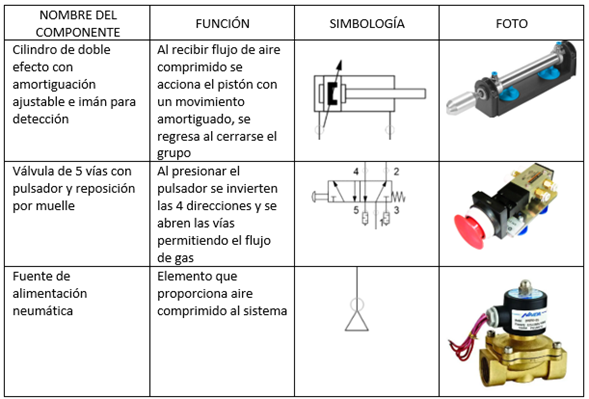 NOMBRE DEL
COMPONENTE
FUNCIÓN
SIMBOLOGÍA
FOTO
Cilindro de doble
efecto con
amortiguación
ajustable e imán para
detección
Al recibir flujo de aire
comprimido se
acciona el pistón con
un movimiento
amortiguado, se
regresa al cerrarse el
grupo
Válvula de 5 vías con
pulsador y reposición
por muelle
Al presionar el
pulsador se invierten
las 4 direcciones y se
abren las vías
permitiendo el flujo
de gas
4 2
5 1 3
Fuente de
alimentación
neumática
Elemento que
proporciona aire
comprimido al sistema